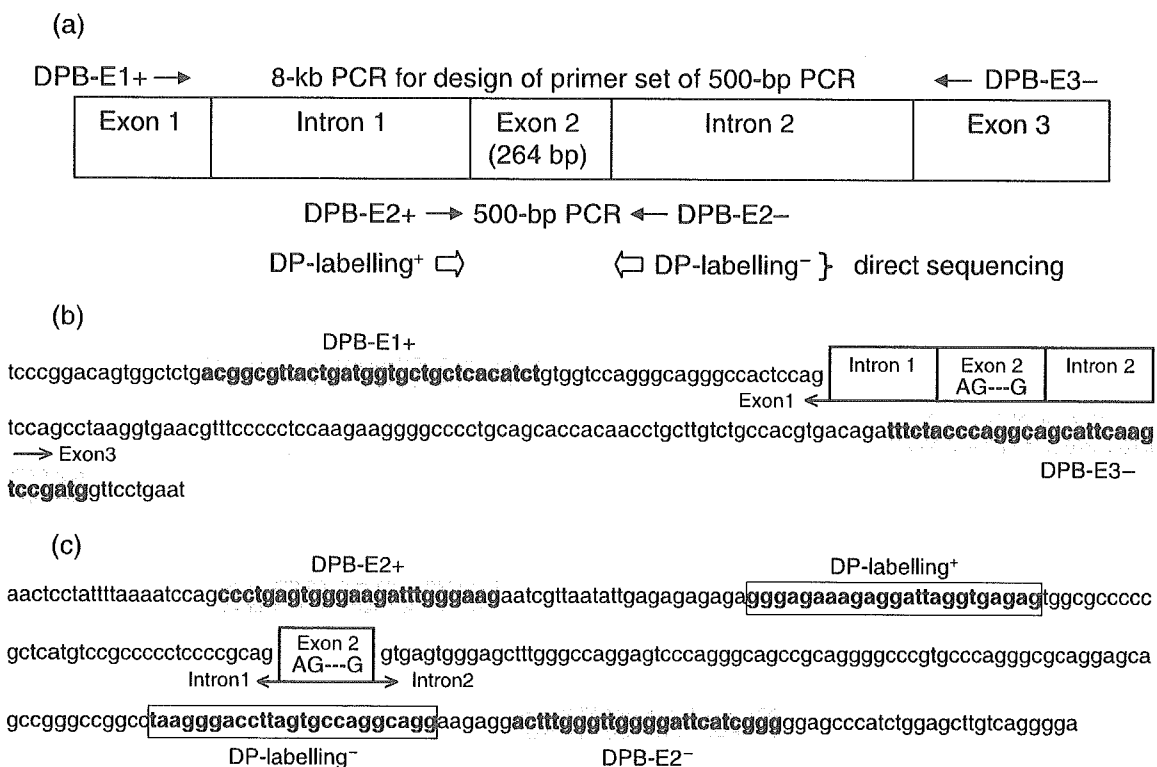 (a)
DPB-E1+ → 8-kb PCR for design of primer set of 500-bp PCR ← DPB-E3–
Exon 1 Intron 1 Exon 2 (264 bp) Intron 2 Exon 3
DPB-E2+ → 500-bp PCR ← DPB-E2–
DP-labelling⁺ ⇨ ⇦ DP-labelling⁻ } direct sequencing
(b)
DPB-E1+
tcccggacagtggctctgacggcgttactgatggtgctgctcacatctgtggtccagggcagggccactccag Intron 1 Exon 2 AG---G Intron 2
Exon1 ←
tccagcctaaggtgaacgtttccccctccaagaaggggcccctgcagcaccacaacctgcttgtctgccacgtgacagatttctacccaggcagcattcaag
→ Exon3
DPB-E3–
tccgatggttcctgaat
(c)
DPB-E2+ DP-labelling⁺
aactcctattttaaaatccagccctgagtgggaagatttgggaagaatcgttaatattgagagagagagggagaaagaggattaggtgagagtggcgccccc
gctcatgtccgccccctccccgcag Exon 2 AG---G gtgagtgggagctttgggccaggagtcccagggcagccgcaggggcccgtgcccagggcgcaggagca
Intron1 ← → Intron2
gccgggccggcctaagggaccttagtgccaggcaggaagaggactttgggttggggattcatcggggggagcccatctggagcttgtcagggga
DP-labelling⁻ DPB-E2⁻